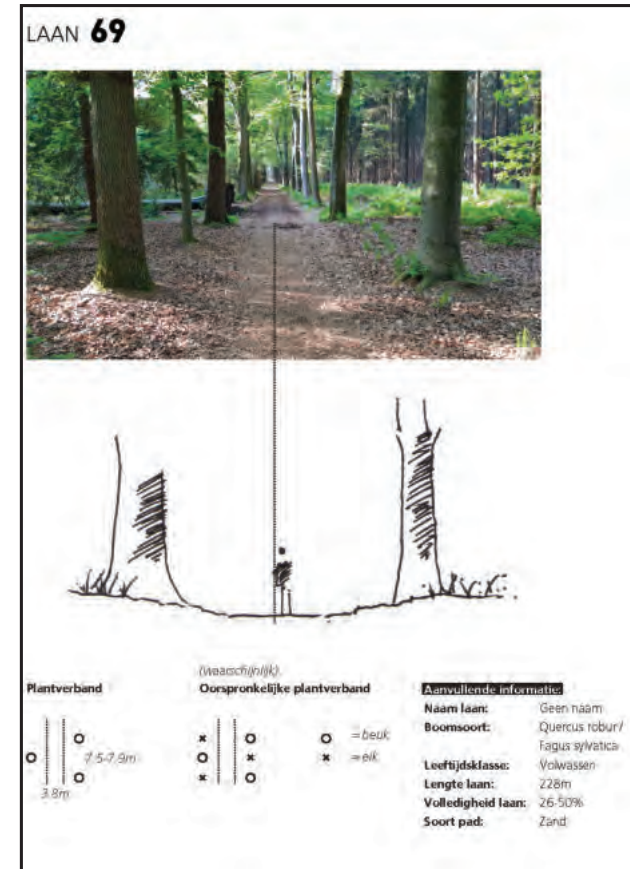 LAAN 69
(waarschijnlijk)
Plantverband
Oorspronkelijke plantverband
7.5-7.9m
3.8m
= beuk
= eik
Aanvullende informatie:
Naam laan: Geen naam
Boomsoort: Quercus robur/
Fagus sylvatica
Leeftijdsklasse: Volwassen
Lengte laan: 228m
Volledigheid laan: 26-50%
Soort pad: Zand